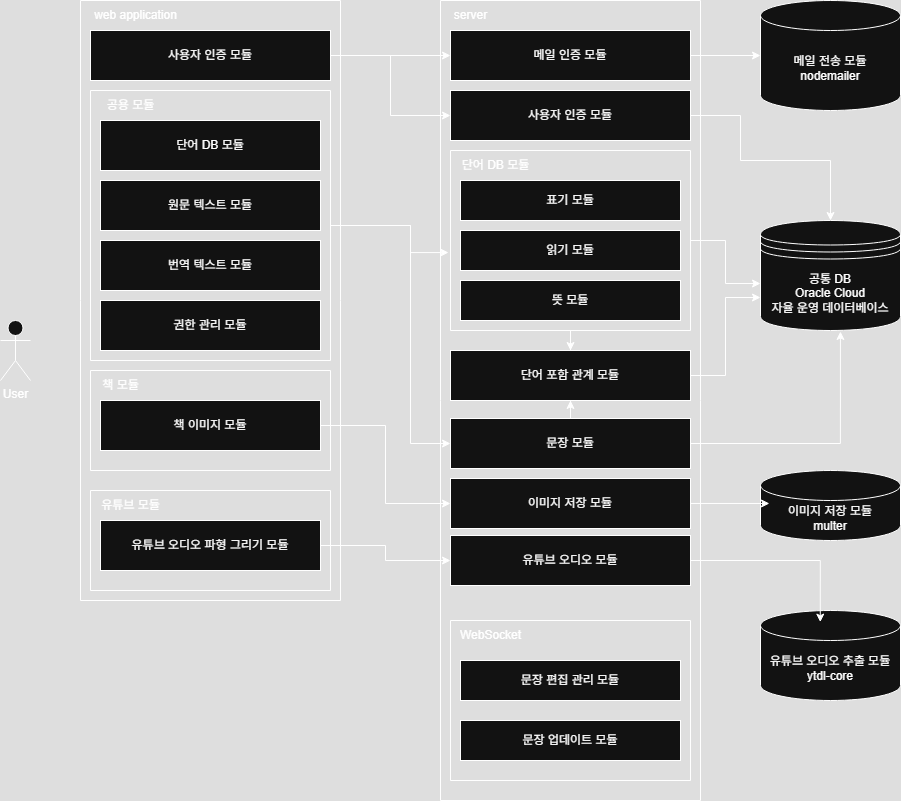 web application
사용자 인증 모듈
공용 모듈
단어 DB 모듈
원문 텍스트 모듈
번역 텍스트 모듈
권한 관리 모듈
책 모듈
책 이미지 모듈
유튜브 모듈
유튜브 오디오 파형 그리기 모듈
User
server
메일 인증 모듈
사용자 인증 모듈
단어 DB 모듈
표기 모듈
읽기 모듈
뜻 모듈
단어 포함 관계 모듈
문장 모듈
이미지 저장 모듈
유튜브 오디오 모듈
WebSocket
문장 편집 관리 모듈
문장 업데이트 모듈
메일 전송 모듈
nodemailer
공통 DB
Oracle Cloud
자율 운영 데이터베이스
이미지 저장 모듈
multer
유튜브 오디오 추출 모듈
ytdl-core